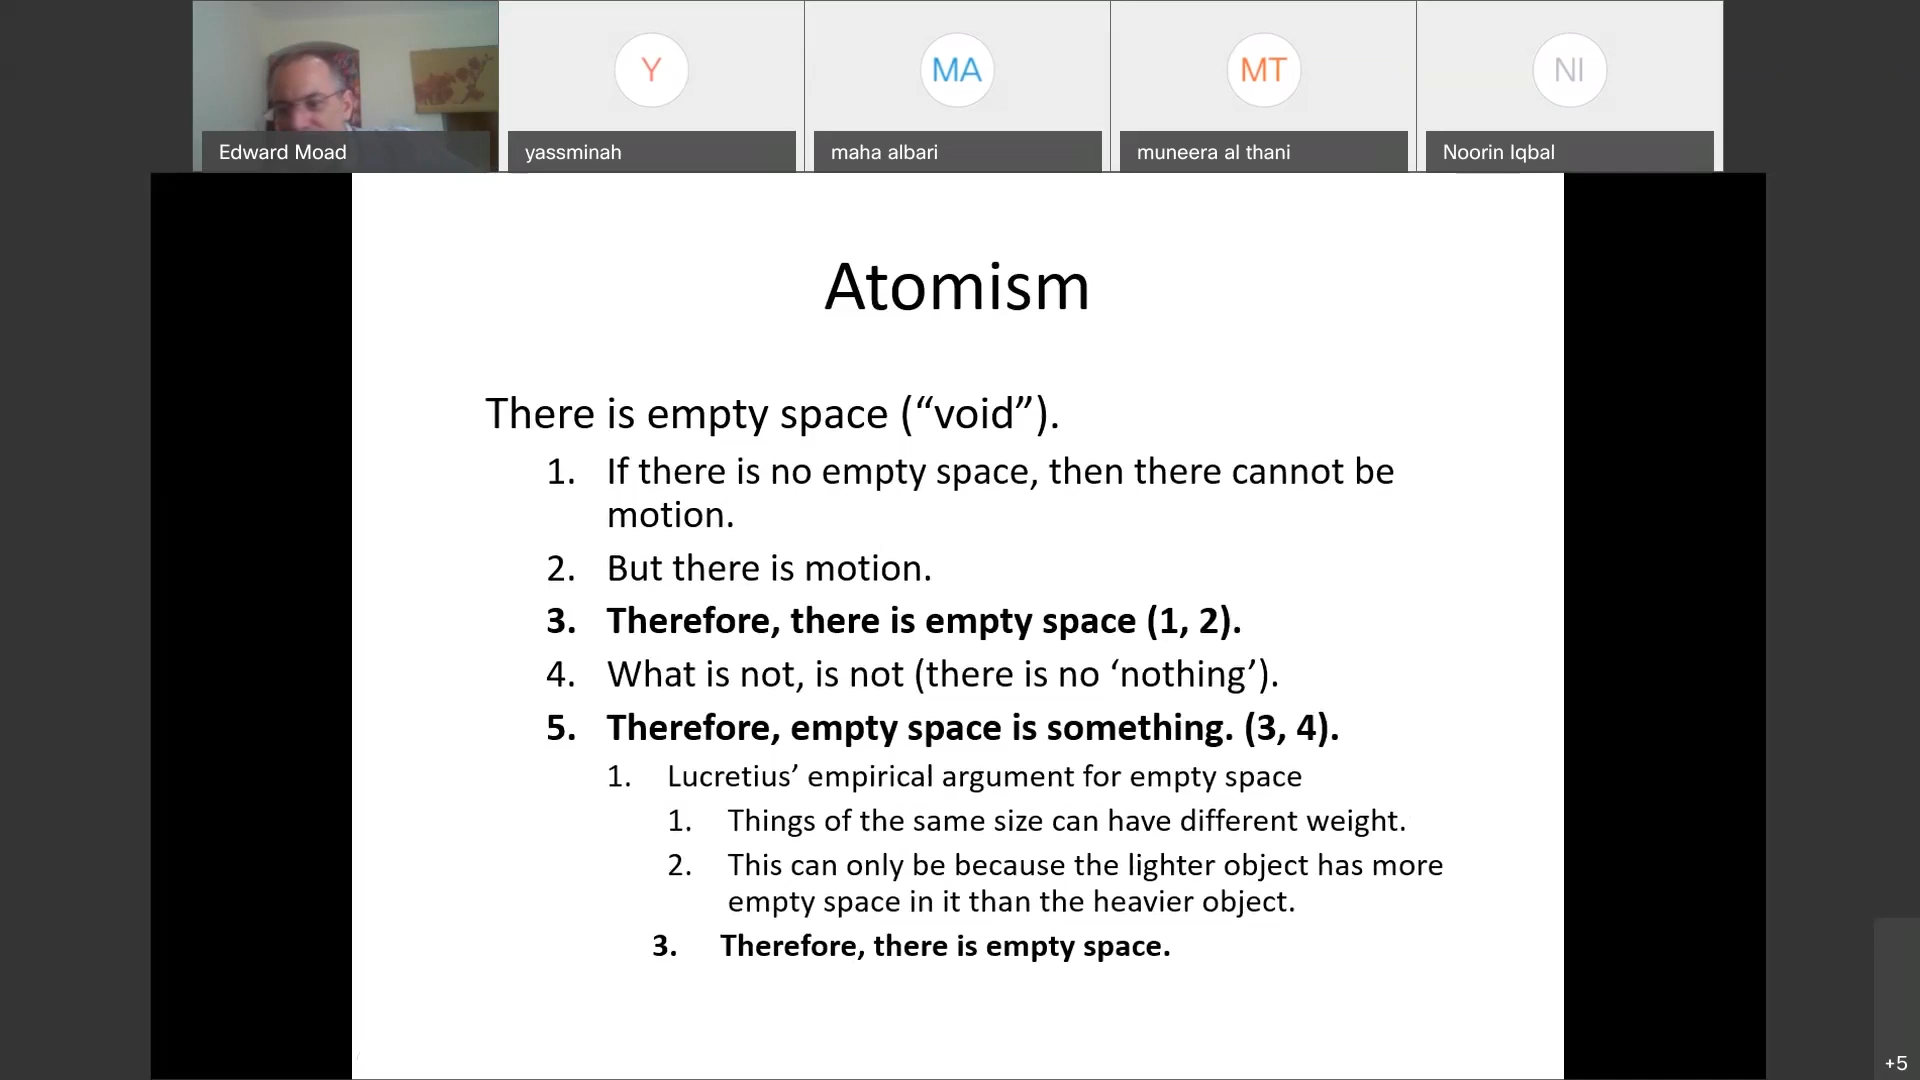 Y
MA
MT
NI
Edward Moad
yassminah
maha albari
muneera al thani
Noorin Iqbal
Atomism
There is empty space (“void”).
1. If there is no empty space, then there cannot be
motion.
2. But there is motion.
3. Therefore, there is empty space (1, 2).
4. What is not, is not (there is no ‘nothing’).
5. Therefore, empty space is something. (3, 4).
1. Lucretius’ empirical argument for empty space
1. Things of the same size can have different weight.
2. This can only be because the lighter object has more
empty space in it than the heavier object.
3. Therefore, there is empty space.
+5